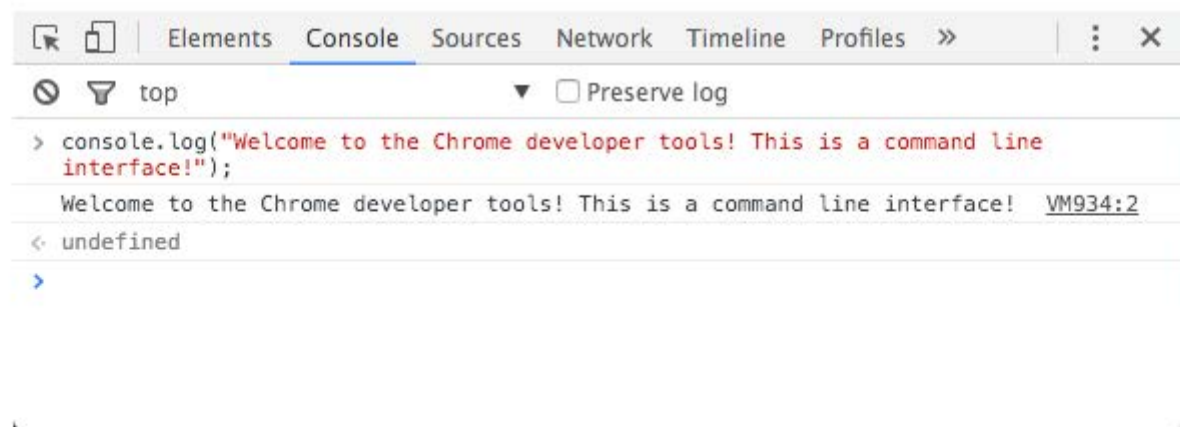 Elements Console Sources Network Timeline Profiles »
top ▼ Preserve log
> console.log("Welcome to the Chrome developer tools! This is a command line
interface!");
Welcome to the Chrome developer tools! This is a command line interface! VM934:2
<· undefined
>